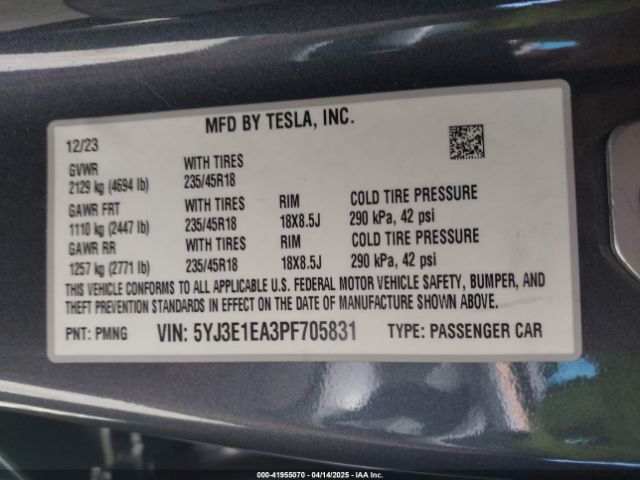 MFD BY TESLA, INC.
12/23
GVWR WITH TIRES
2129 kg (4694 lb) 235/45R18
GAWR FRT WITH TIRES RIM COLD TIRE PRESSURE
1110 kg (2447 lb) 235/45R18 18X8.5J 290 kPa, 42 psi
GAWR RR WITH TIRES RIM COLD TIRE PRESSURE
1257 kg (2771 lb) 235/45R18 18X8.5J 290 kPa, 42 psi
THIS VEHICLE CONFORMS TO ALL APPLICABLE U.S. FEDERAL MOTOR VEHICLE SAFETY, BUMPER, AND
THEFT PREVENTION STANDARDS IN EFFECT ON THE DATE OF MANUFACTURE SHOWN ABOVE.
PNT: PMNG VIN: 5YJ3E1EA3PF705831 TYPE: PASSENGER CAR
000-41955070 - 04/14/2025 - IAA Inc.